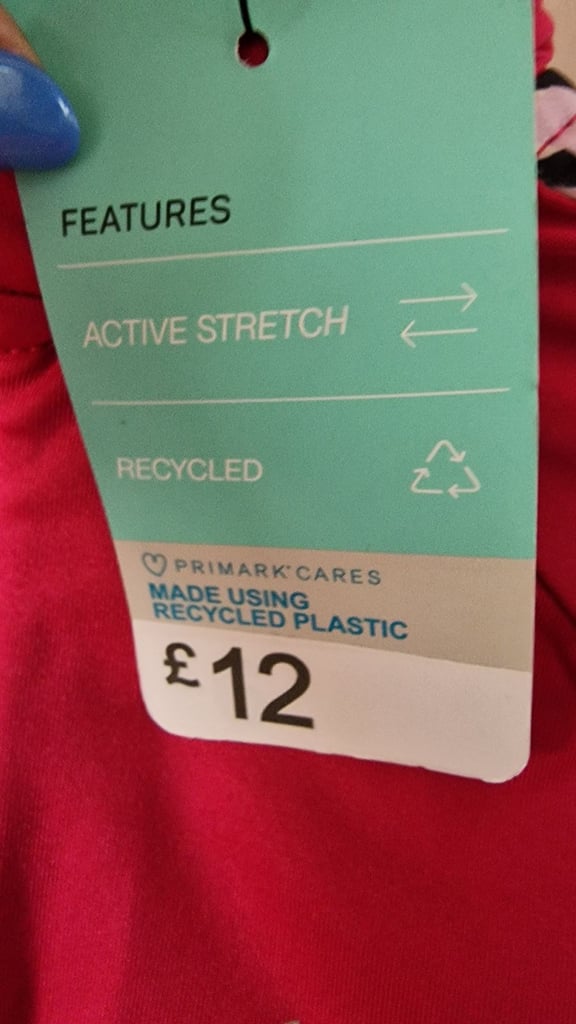 FEATURES
ACTIVE STRETCH
RECYCLED
PRIMARK® CARES
MADE USING
RECYCLED PLASTIC
£12